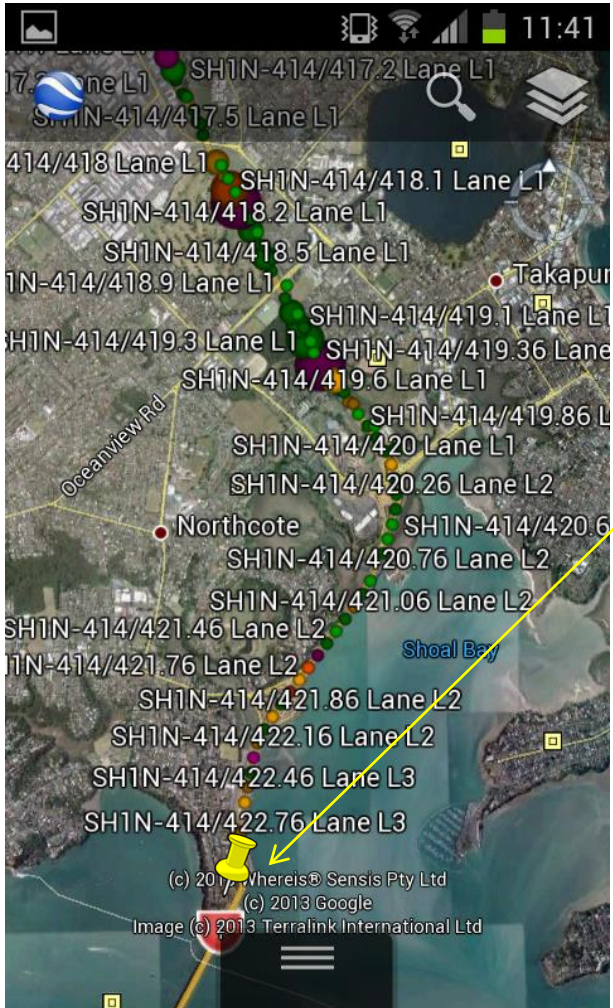 11:41
SH1N-414/417.2 Lane L1
SH1N-414/417.5 Lane L1
414/418 Lane L1
SH1N-414/418.1 Lane L1
SH1N-414/418.2 Lane L1
SH1N-414/418.5 Lane L1
1N-414/418.9 Lane L1
Takapur
SH1N-414/419.1 Lane L1
SH1N-414/419.3 Lane L1
SH1N-414/419.36 Lane
SH1N-414/419.6 Lane L1
SH1N-414/419.86 L
Oceanview Rd
SH1N-414/420 Lane L1
SH1N-414/420.26 Lane L2
Northcote
SH1N-414/420.6
SH1N-414/420.76 Lane L2
SH1N-414/421.06 Lane L2
SH1N-414/421.46 Lane L2
Shoal Bay
1N-414/421.76 Lane L2
SH1N-414/421.86 Lane L2
SH1N-414/422.16 Lane L2
SH1N-414/422.46 Lane L3
SH1N-414/422.76 Lane L3
(c) 2013 Whereis® Sensis Pty Ltd
(c) 2013 Google
Image (c) 2013 Terralink International Ltd